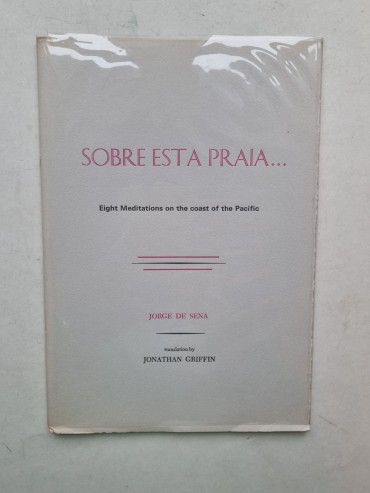 SOBRE ESTA PRAIA...
Eight Meditations on the coast of the Pacific
JORGE DE SENA
translation by
JONATHAN GRIFFIN